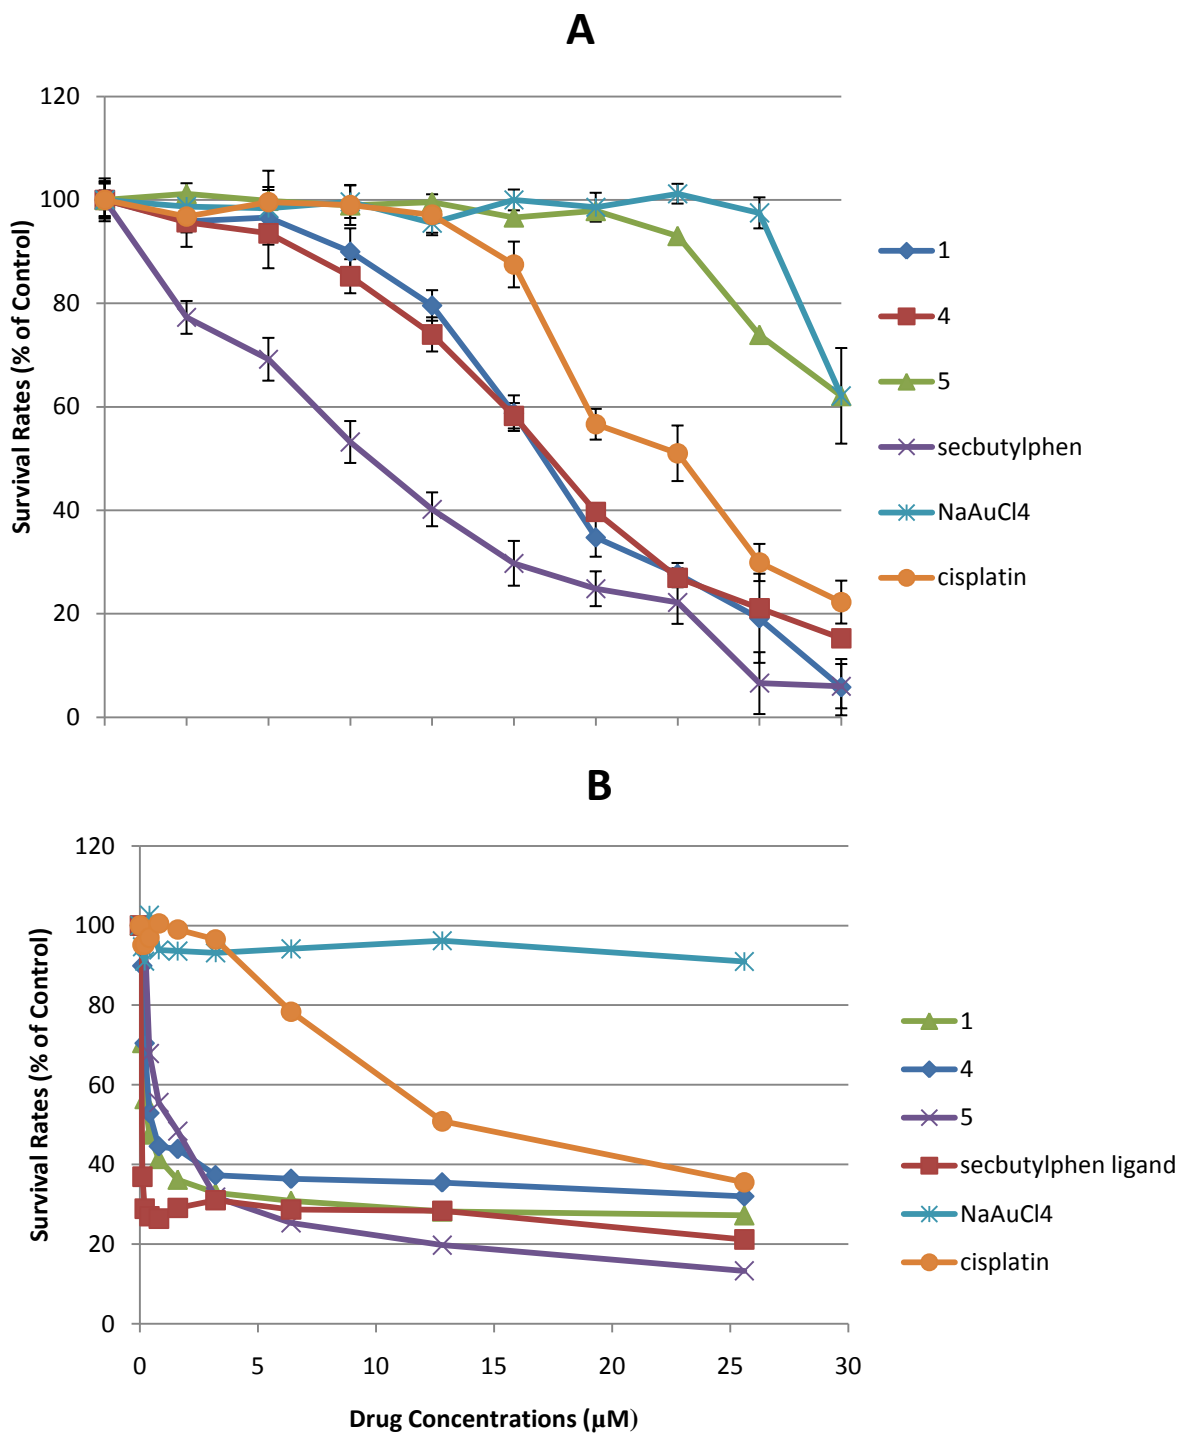 A
120
100
80
60
40
20
0
Survival Rates (% of Control)
1
4
5
secbutylphen
NaAuCl4
cisplatin
B
120
100
80
60
40
20
0
Survival Rates (% of Control)
0 5 10 15 20 25 30
Drug Concentrations (μM)
1
4
5
secbutylphen ligand
NaAuCl4
cisplatin